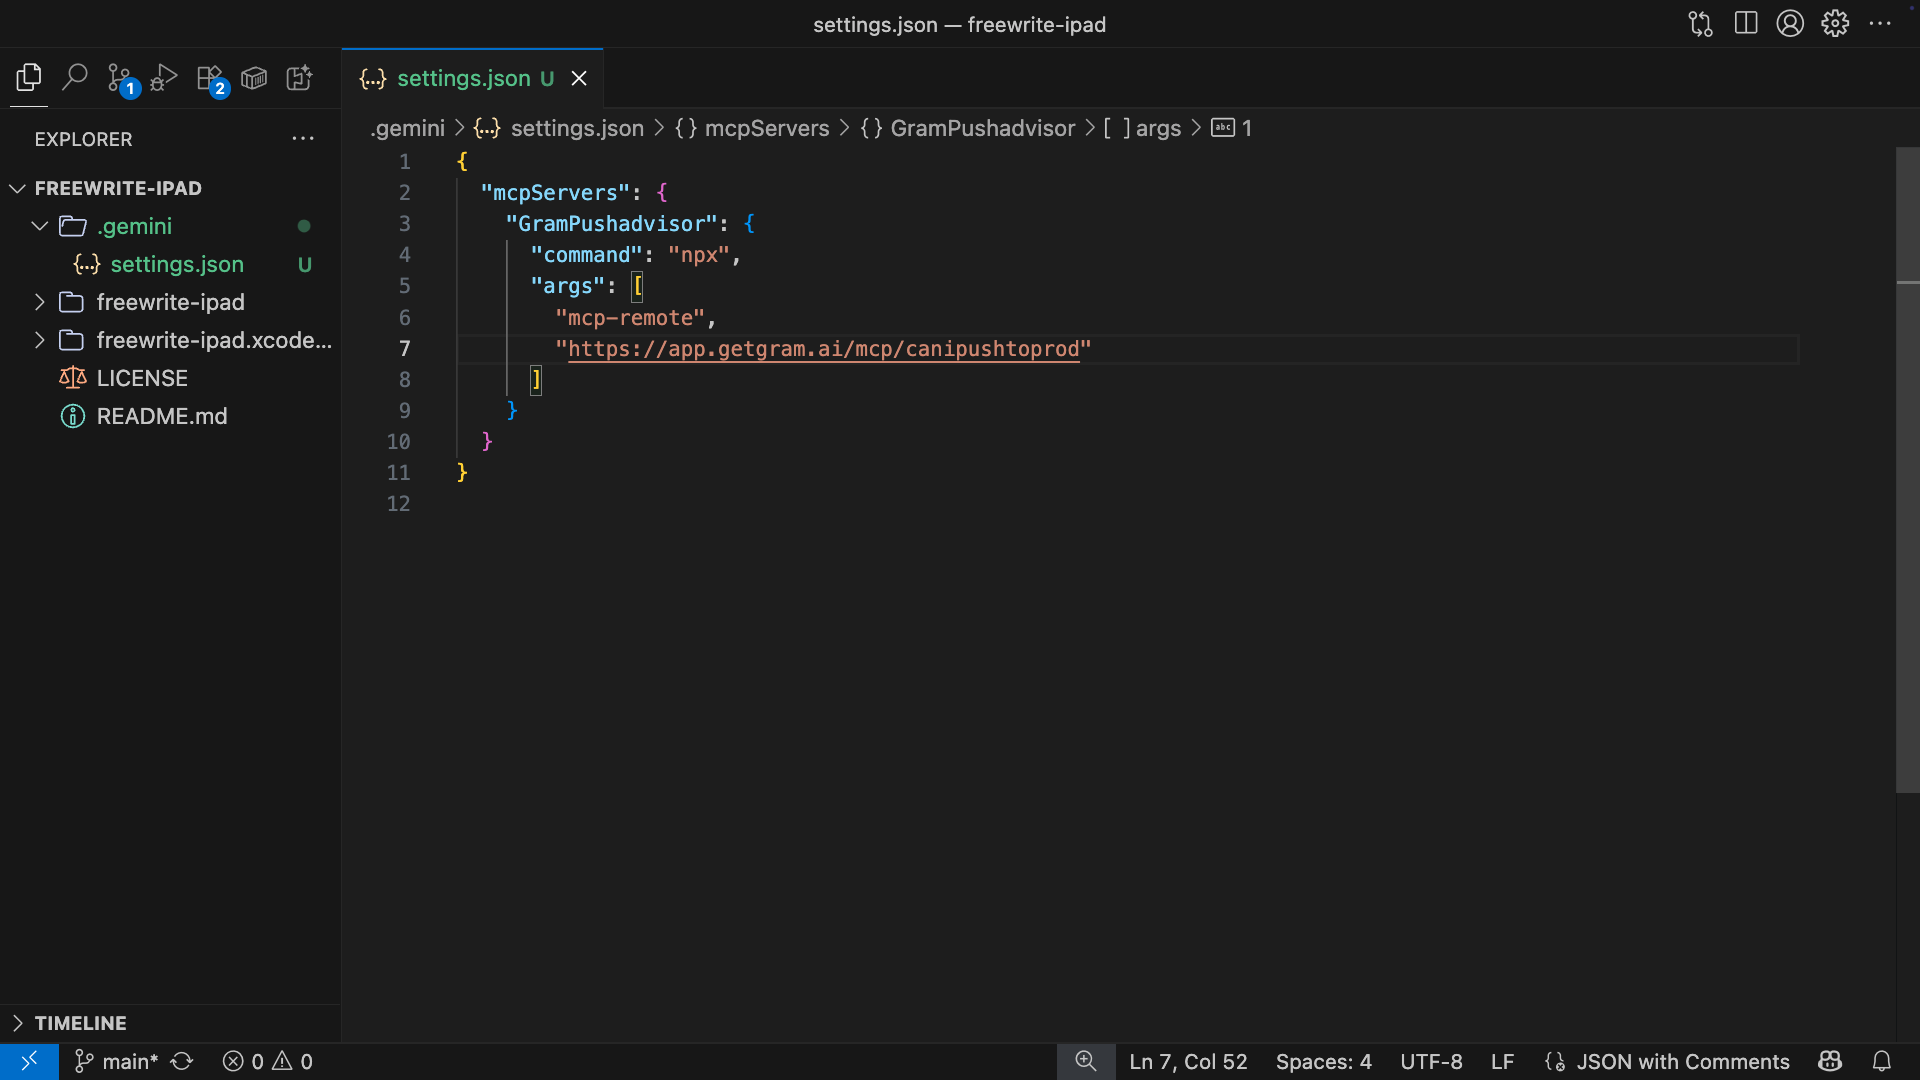 settings.json — freewrite-ipad
1
2
{...} settings.json U
EXPLORER
.gemini > {...} settings.json > {} mcpServers > {} GramPushadvisor > [ ] args > abc 1
FREEWRITE-IPAD
.gemini
{...} settings.json U
freewrite-ipad
freewrite-ipad.xcode...
LICENSE
README.md
1 {
2 "mcpServers": {
3 "GramPushadvisor": {
4 "command": "npx",
5 "args": [
6 "mcp-remote",
7 "https://app.getgram.ai/mcp/canipushtoprod"
8 ]
9 }
10 }
11 }
12
TIMELINE
main* 0 0 Ln 7, Col 52 Spaces: 4 UTF-8 LF {} JSON with Comments